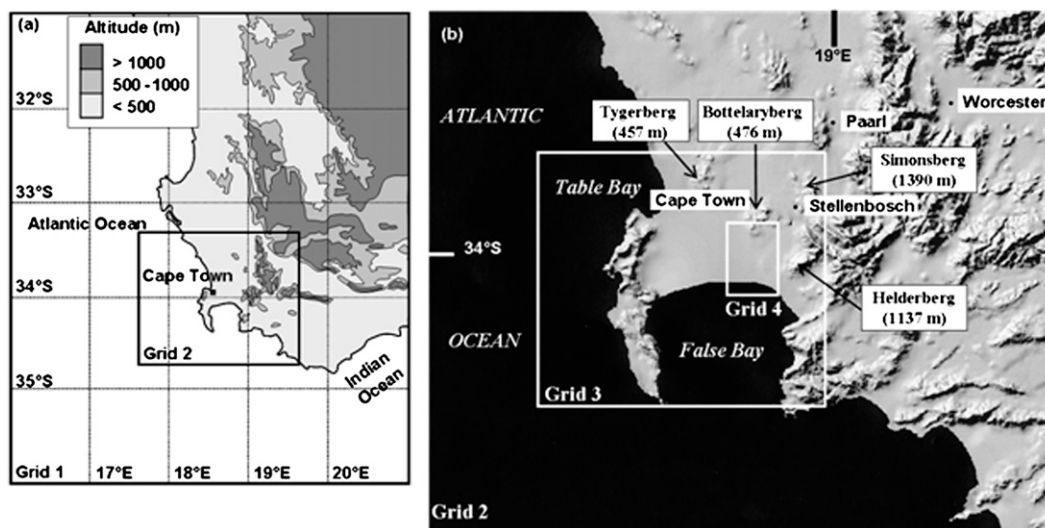 (a)
Altitude (m)
> 1000
500 -1000
< 500
32°S
33°S
Atlantic Ocean
Cape Town
34°S
Grid 2
35°S
Indian
Ocean
Grid 1
17°E
18°E
19°E
20°E
(b)
19°E
ATLANTIC
Tygerberg
(457 m)
Bottelaryberg
(476 m)
Worcester
Paarl
Simonsberg
(1390 m)
Table Bay
Cape Town
Stellenbosch
34°S
Helderberg
(1137 m)
Grid 4
OCEAN
False Bay
Grid 3
Grid 2